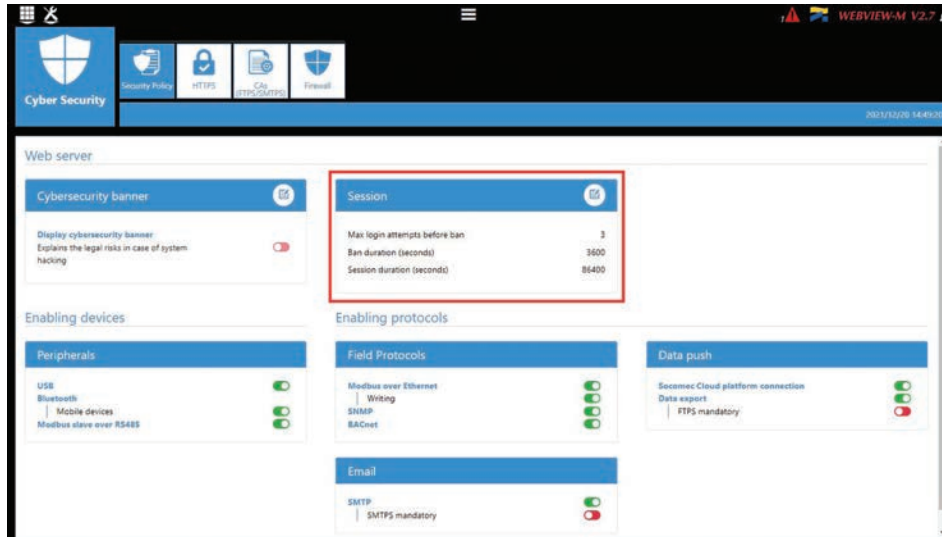 1
WEBVIEW-M V2.7
Cyber Security
Security Policy
HTTPS
CAs
(FTPS/SMTPS)
Firewall
2021/12/20 14:49:20
Web server
Cybersecurity banner
Display cybersecurity banner
Explains the legal risks in case of system
hacking
Session
Max login attempts before ban 3
Ban duration (seconds) 3600
Session duration (seconds) 86400
Enabling devices
Peripherals
USB
Bluetooth
Mobile devices
Modbus slave over RS485
Enabling protocols
Field Protocols
Modbus over Ethernet
Writing
SNMP
BACnet
Data push
Socomec Cloud platform connection
Data export
FTPS mandatory
Email
SMTP
SMTPS mandatory